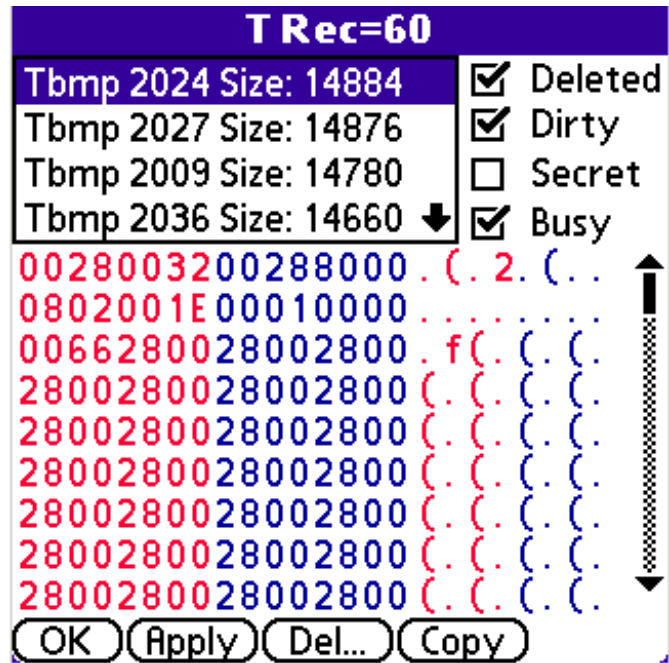 T Rec=60
Tbmp 2024 Size: 14884
Tbmp 2027 Size: 14876
Tbmp 2009 Size: 14780
Tbmp 2036 Size: 14660
Deleted
Dirty
Secret
Busy
0028003200288000 . (. 2. (. .
0802001E00010000 . . . . . . . .
0066280028002800 . f(. (. (.
2800280028002800 (. (. (. (.
2800280028002800 (. (. (. (.
2800280028002800 (. (. (. (.
2800280028002800 (. (. (. (.
2800280028002800 (. (. (. (.
2800280028002800 (. (. (. (.
OK Apply Del... Copy